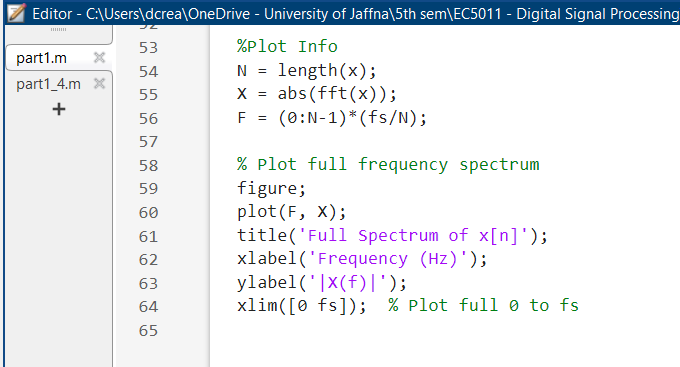 Editor - C:\Users\dcrea\OneDrive - University of Jaffna\5th sem\EC5011 - Digital Signal Processing
part1.m
part1_4.m
+
53 %Plot Info
54 N = length(x);
55 X = abs(fft(x));
56 F = (0:N-1)*(fs/N);
57
58 % Plot full frequency spectrum
59 figure;
60 plot(F, X);
61 title('Full Spectrum of x[n]');
62 xlabel('Frequency (Hz)');
63 ylabel('|X(f)|');
64 xlim([0 fs]);  % Plot full 0 to fs
65